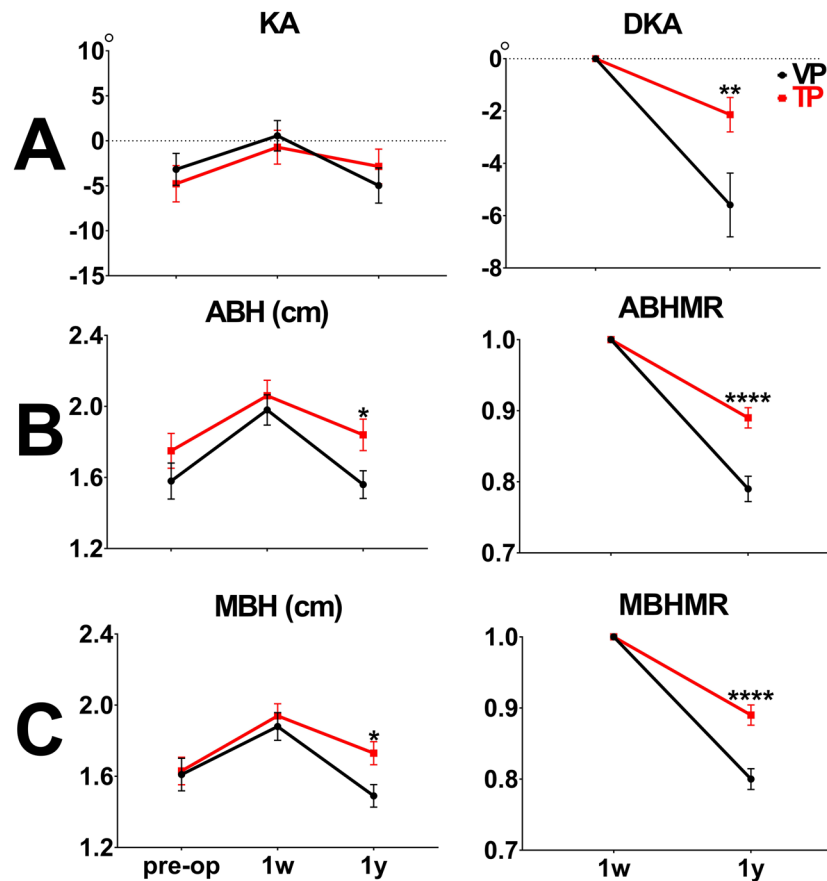 KA
DKA
A
10°
5
0
-5
-10
-15
°
0
-2
-4
-6
-8
**
VP
TP
ABH (cm)
ABHMR
B
2.4
2.0
1.6
1.2
*
1.0
0.9
0.8
0.7
****
MBH (cm)
MBHMR
C
2.4
2.0
1.6
1.2
*
1.0
0.9
0.8
0.7
****
pre-op 1w 1y
1w 1y